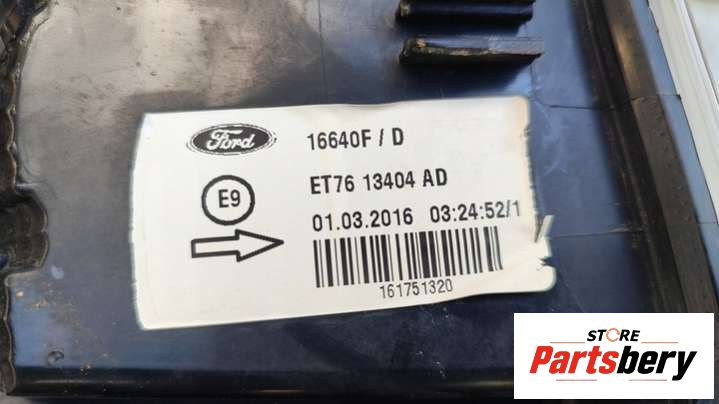 Ford
16640F / D
E9
ET76 13404 AD
01.03.2016 03:24:52/1
161751320
STORE
Partsbery